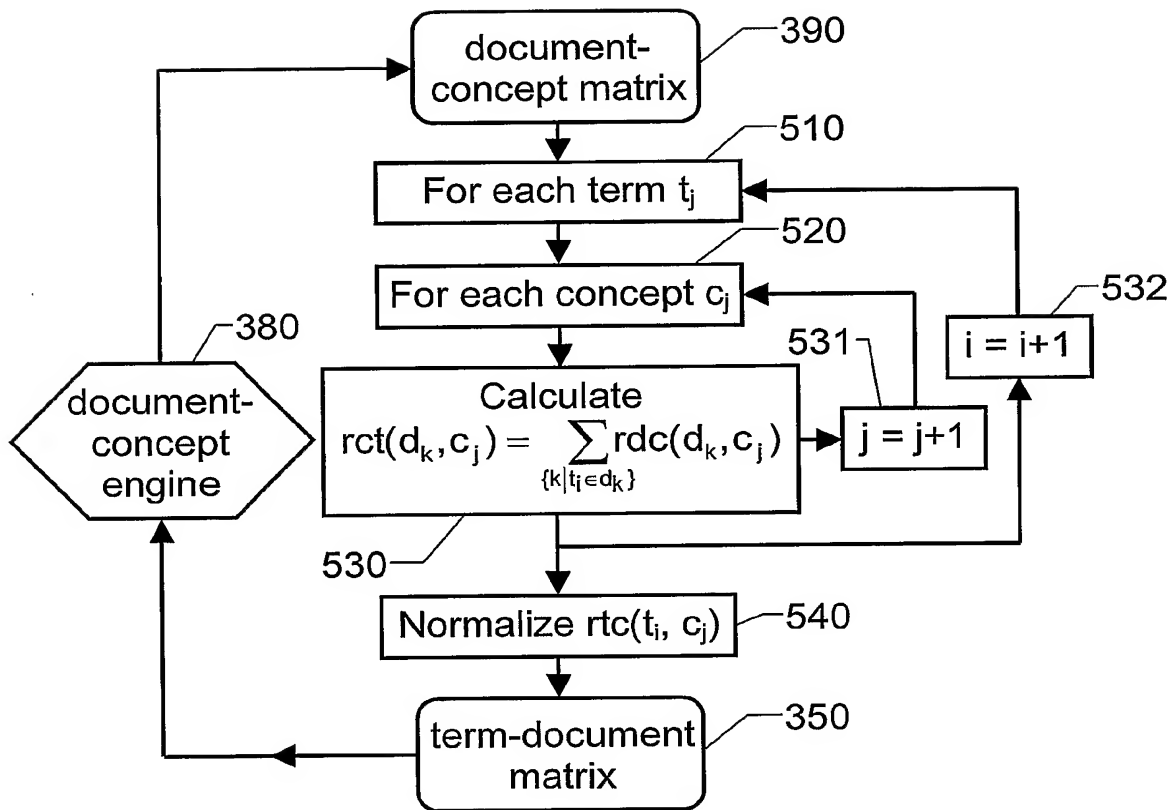 document-
concept matrix
390
510
For each term tⱼ
520
For each concept cⱼ
532
i = i+1
380
document-
concept
engine
531
j = j+1
Calculate
rct(dₖ,cⱼ) = ∑ rdc(dₖ,cⱼ)
{k|tᵢ∈dₖ}
530
Normalize rtc(tᵢ, cⱼ)
540
term-document
matrix
350